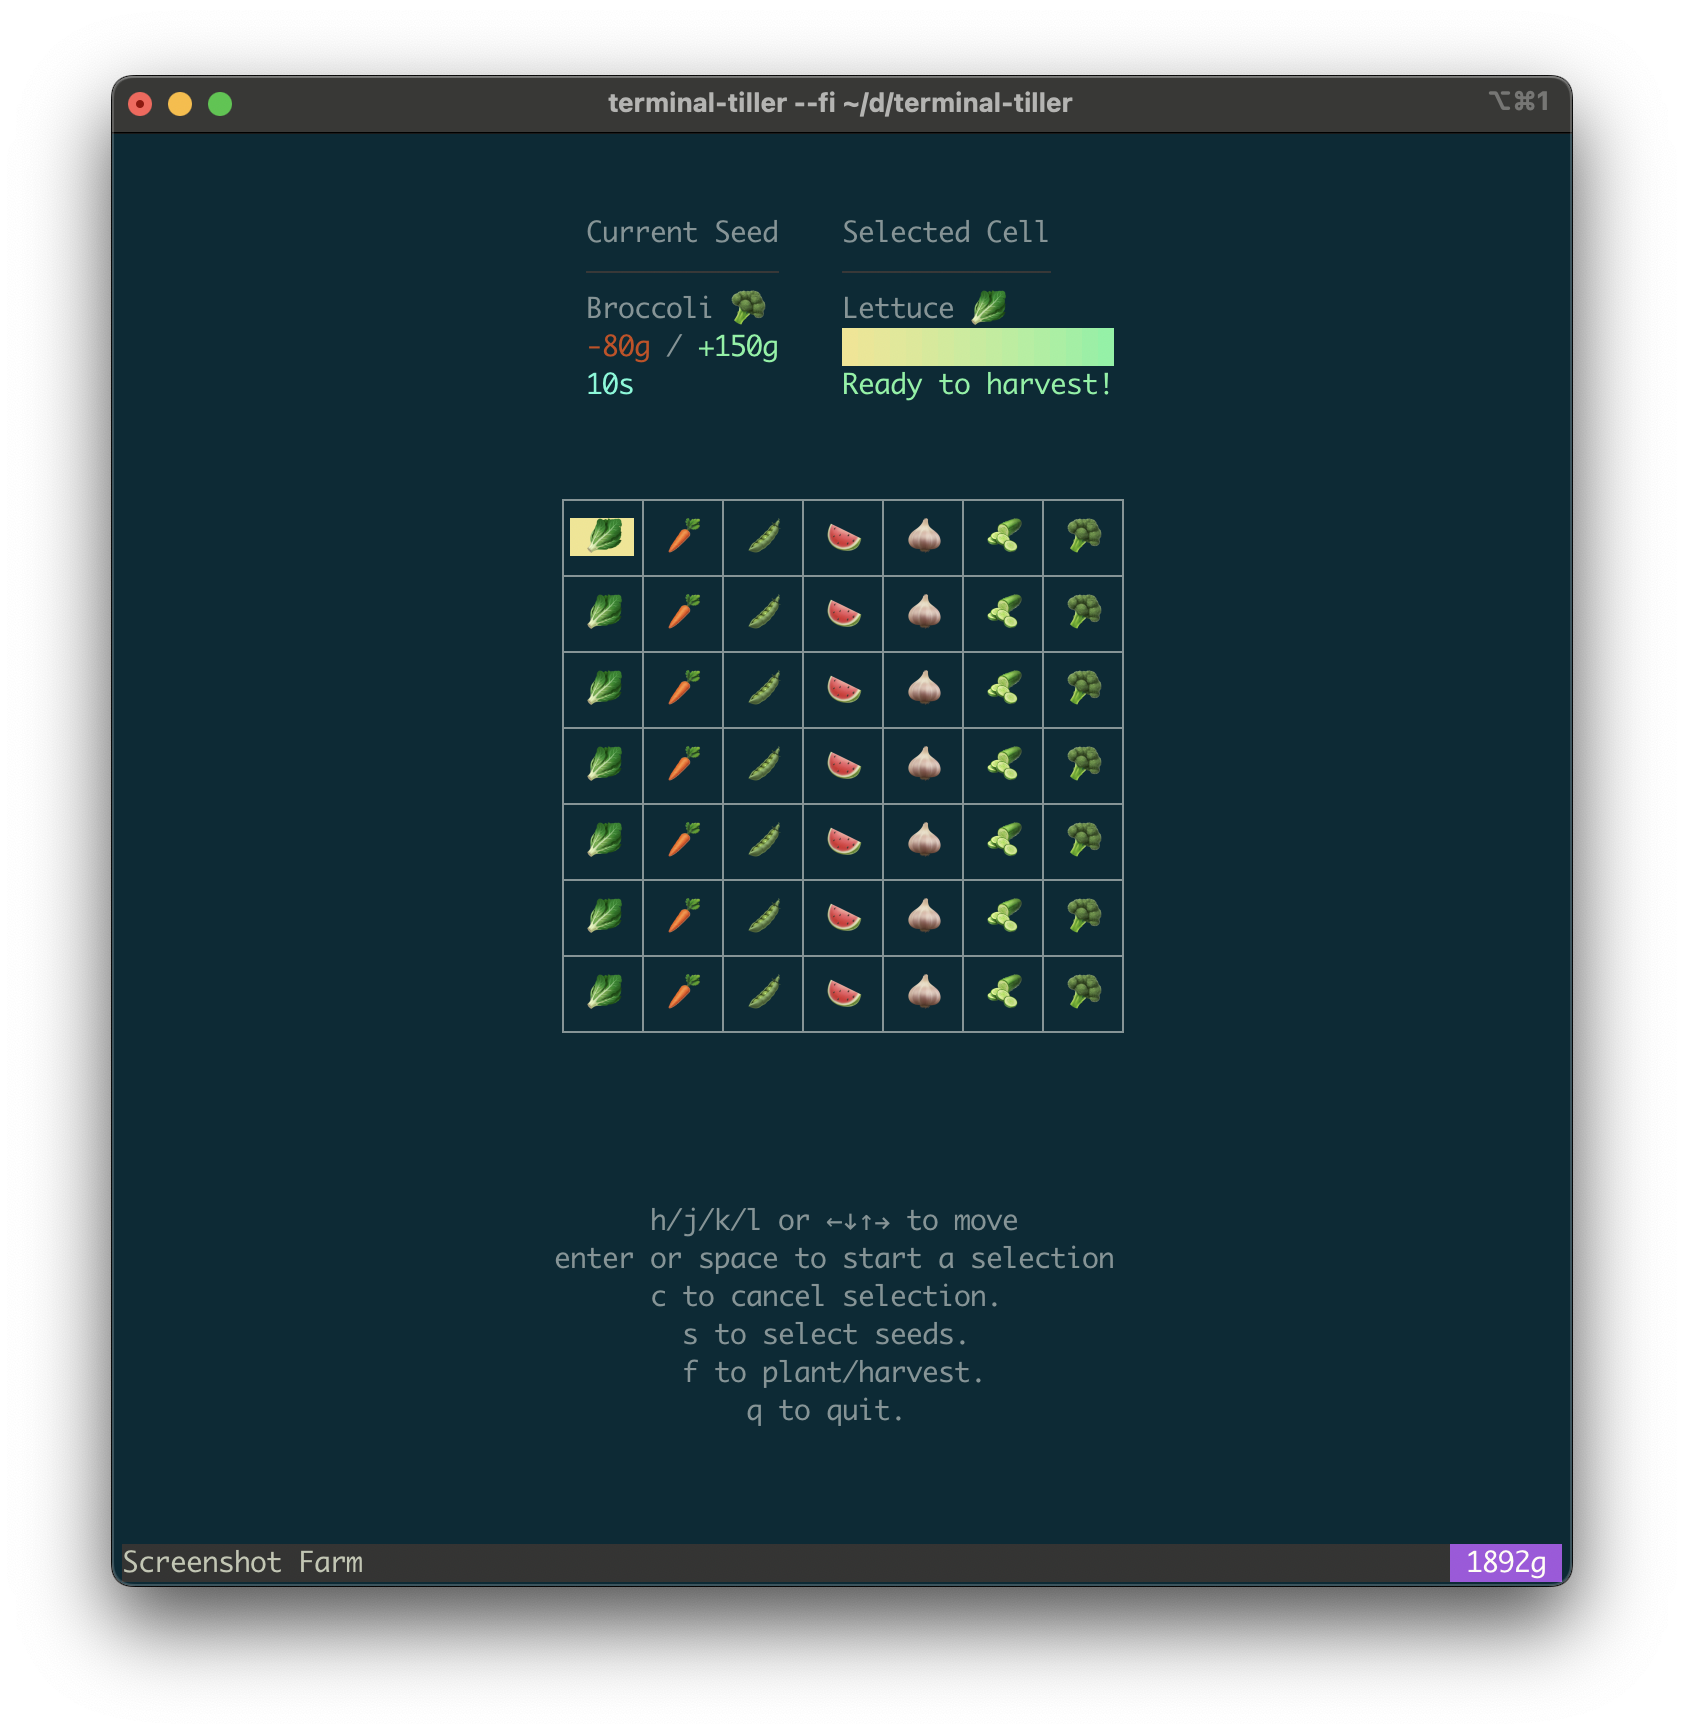 terminal-tiller --fi ~/d/terminal-tiller
⌥⌘1
Current Seed
Selected Cell
Broccoli 🥦
Lettuce 🥬
-80g / +150g
10s
Ready to harvest!
h/j/k/l or ←↓↑→ to move
enter or space to start a selection
c to cancel selection.
s to select seeds.
f to plant/harvest.
q to quit.
Screenshot Farm
1892g